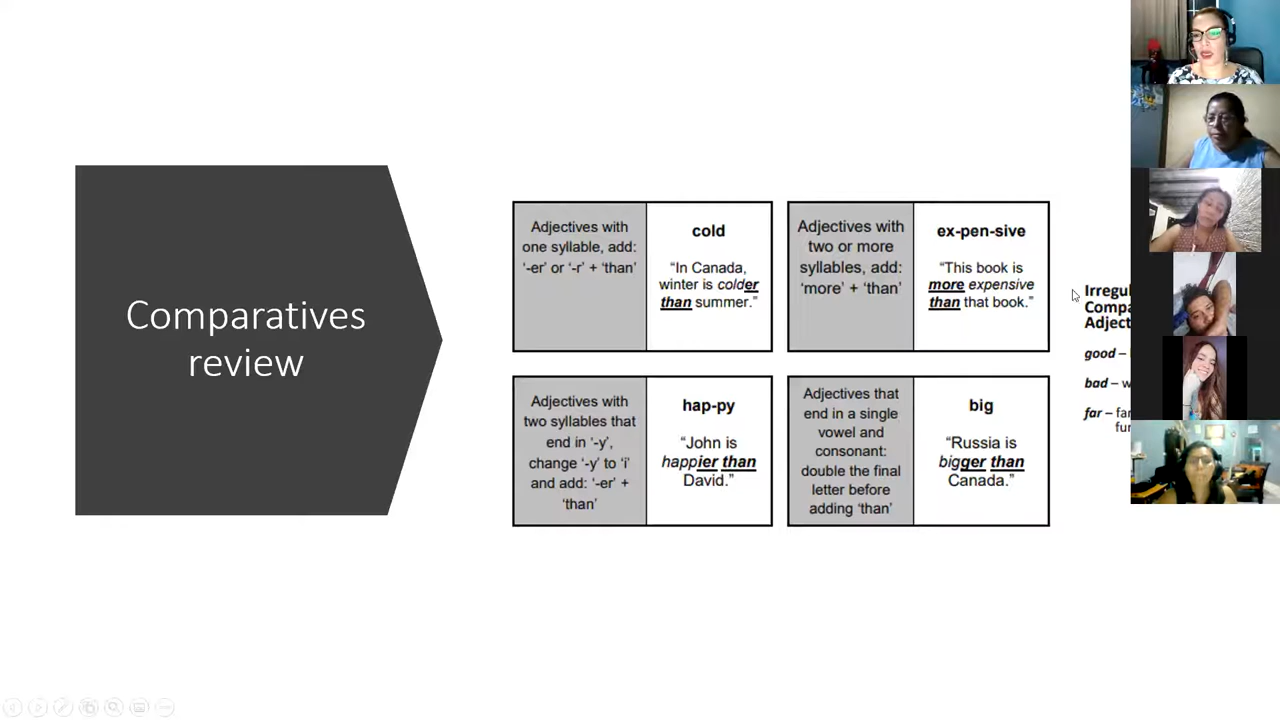 Comparatives
review
Adjectives with
one syllable, add:
'-er' or '-r' + 'than'
cold
"In Canada,
winter is colder
than summer."
Adjectives with
two or more
syllables, add:
'more' + 'than'
ex-pen-sive
"This book is
more expensive
than that book."
Adjectives with
two syllables that
end in '-y',
change '-y' to 'i'
and add: '-er' +
'than'
hap-py
"John is
happier than
David."
Adjectives that
end in a single
vowel and
consonant:
double the final
letter before
adding 'than'
big
"Russia is
bigger than
Canada."
good –
bad –
far –